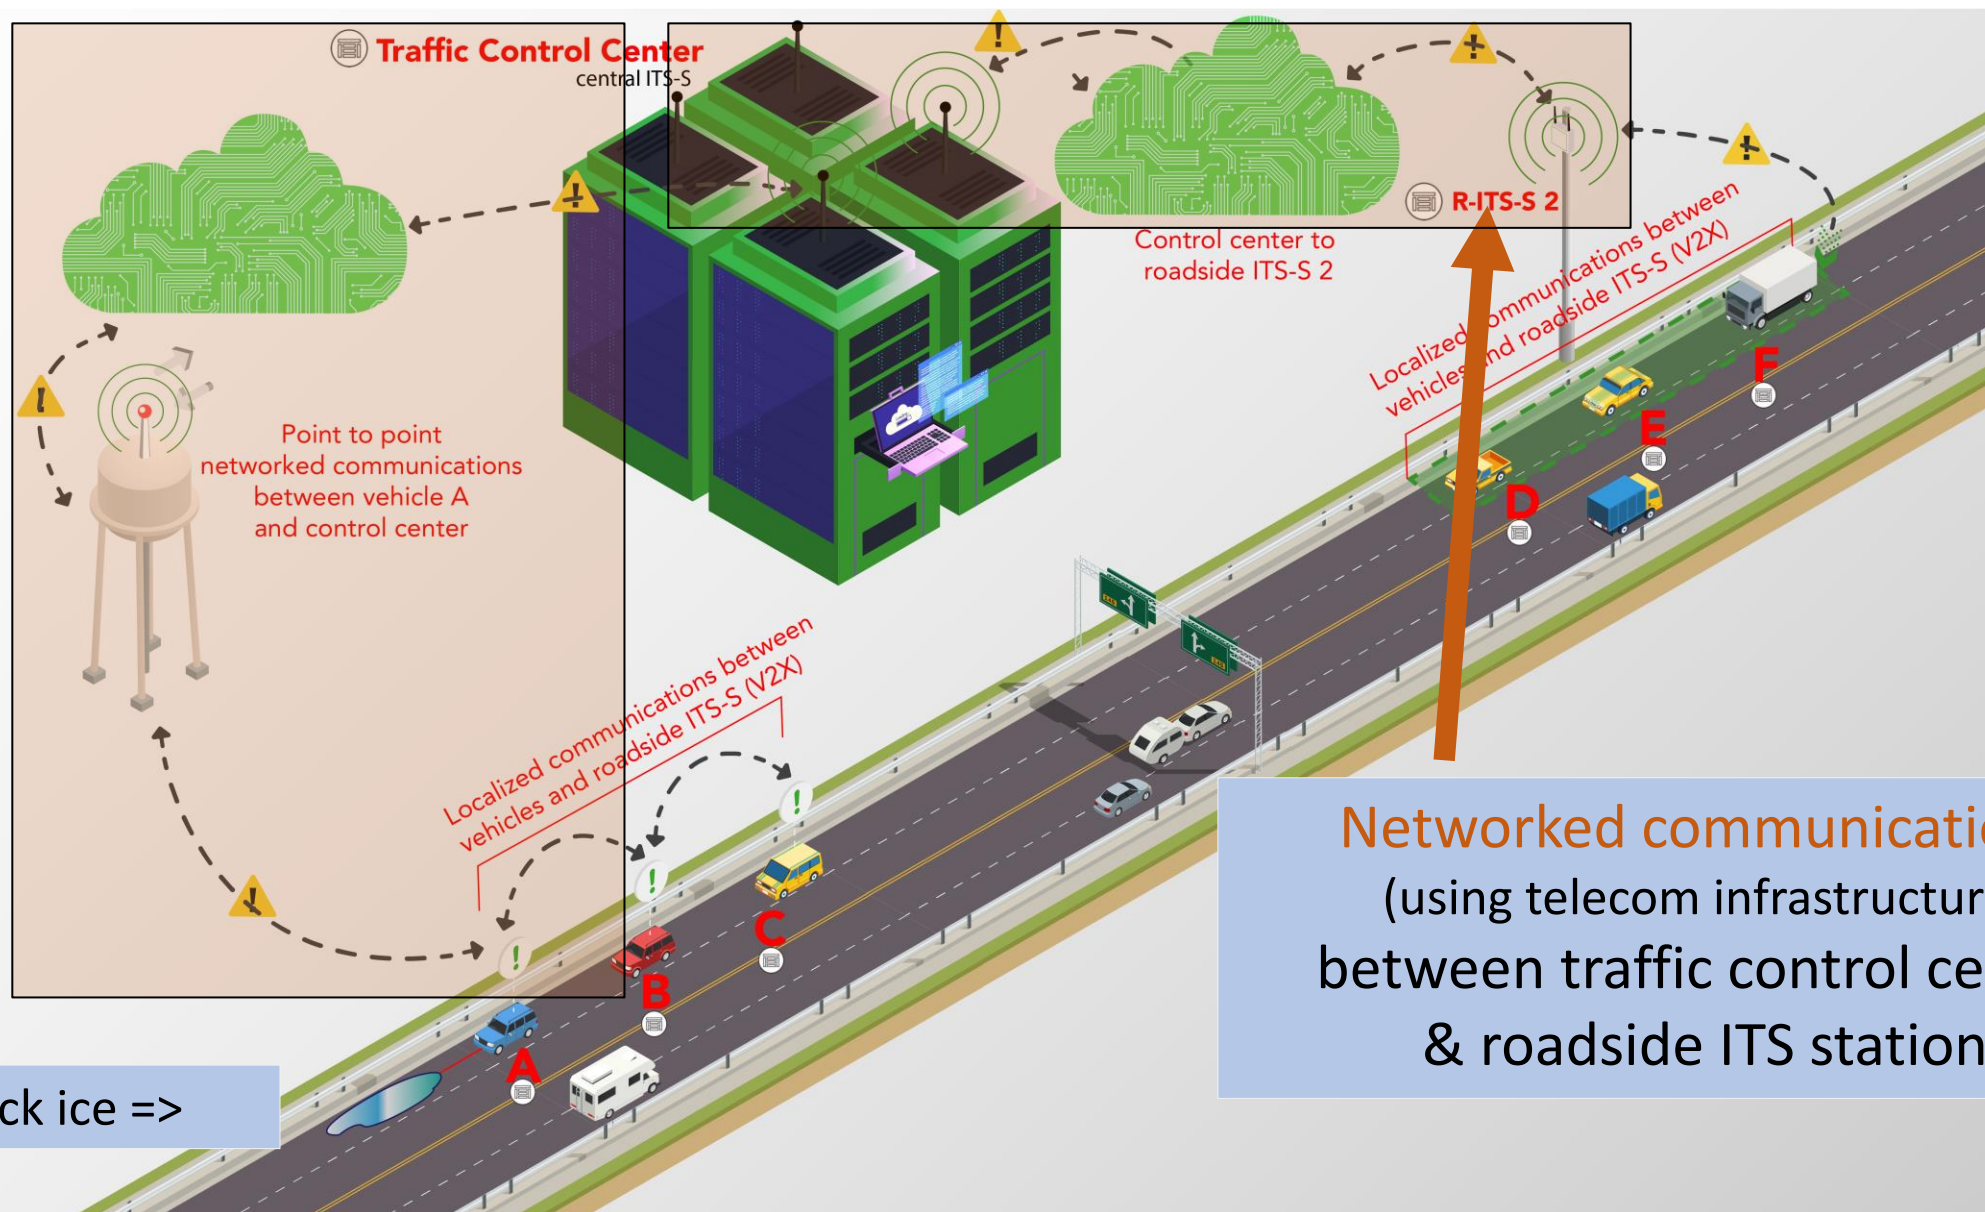 Traffic Control Center
central ITS-S
R-ITS-S 2
Control center to
roadside ITS-S 2
Localized communications between
vehicles and roadside ITS-S (V2X)
Point to point
networked communications
between vehicle A
and control center
F
E
D
Localized communications between
vehicles and roadside ITS-S (V2X)
C
B
A
Networked communicati
(using telecom infrastructur
between traffic control ce
& roadside ITS station
ck ice =>